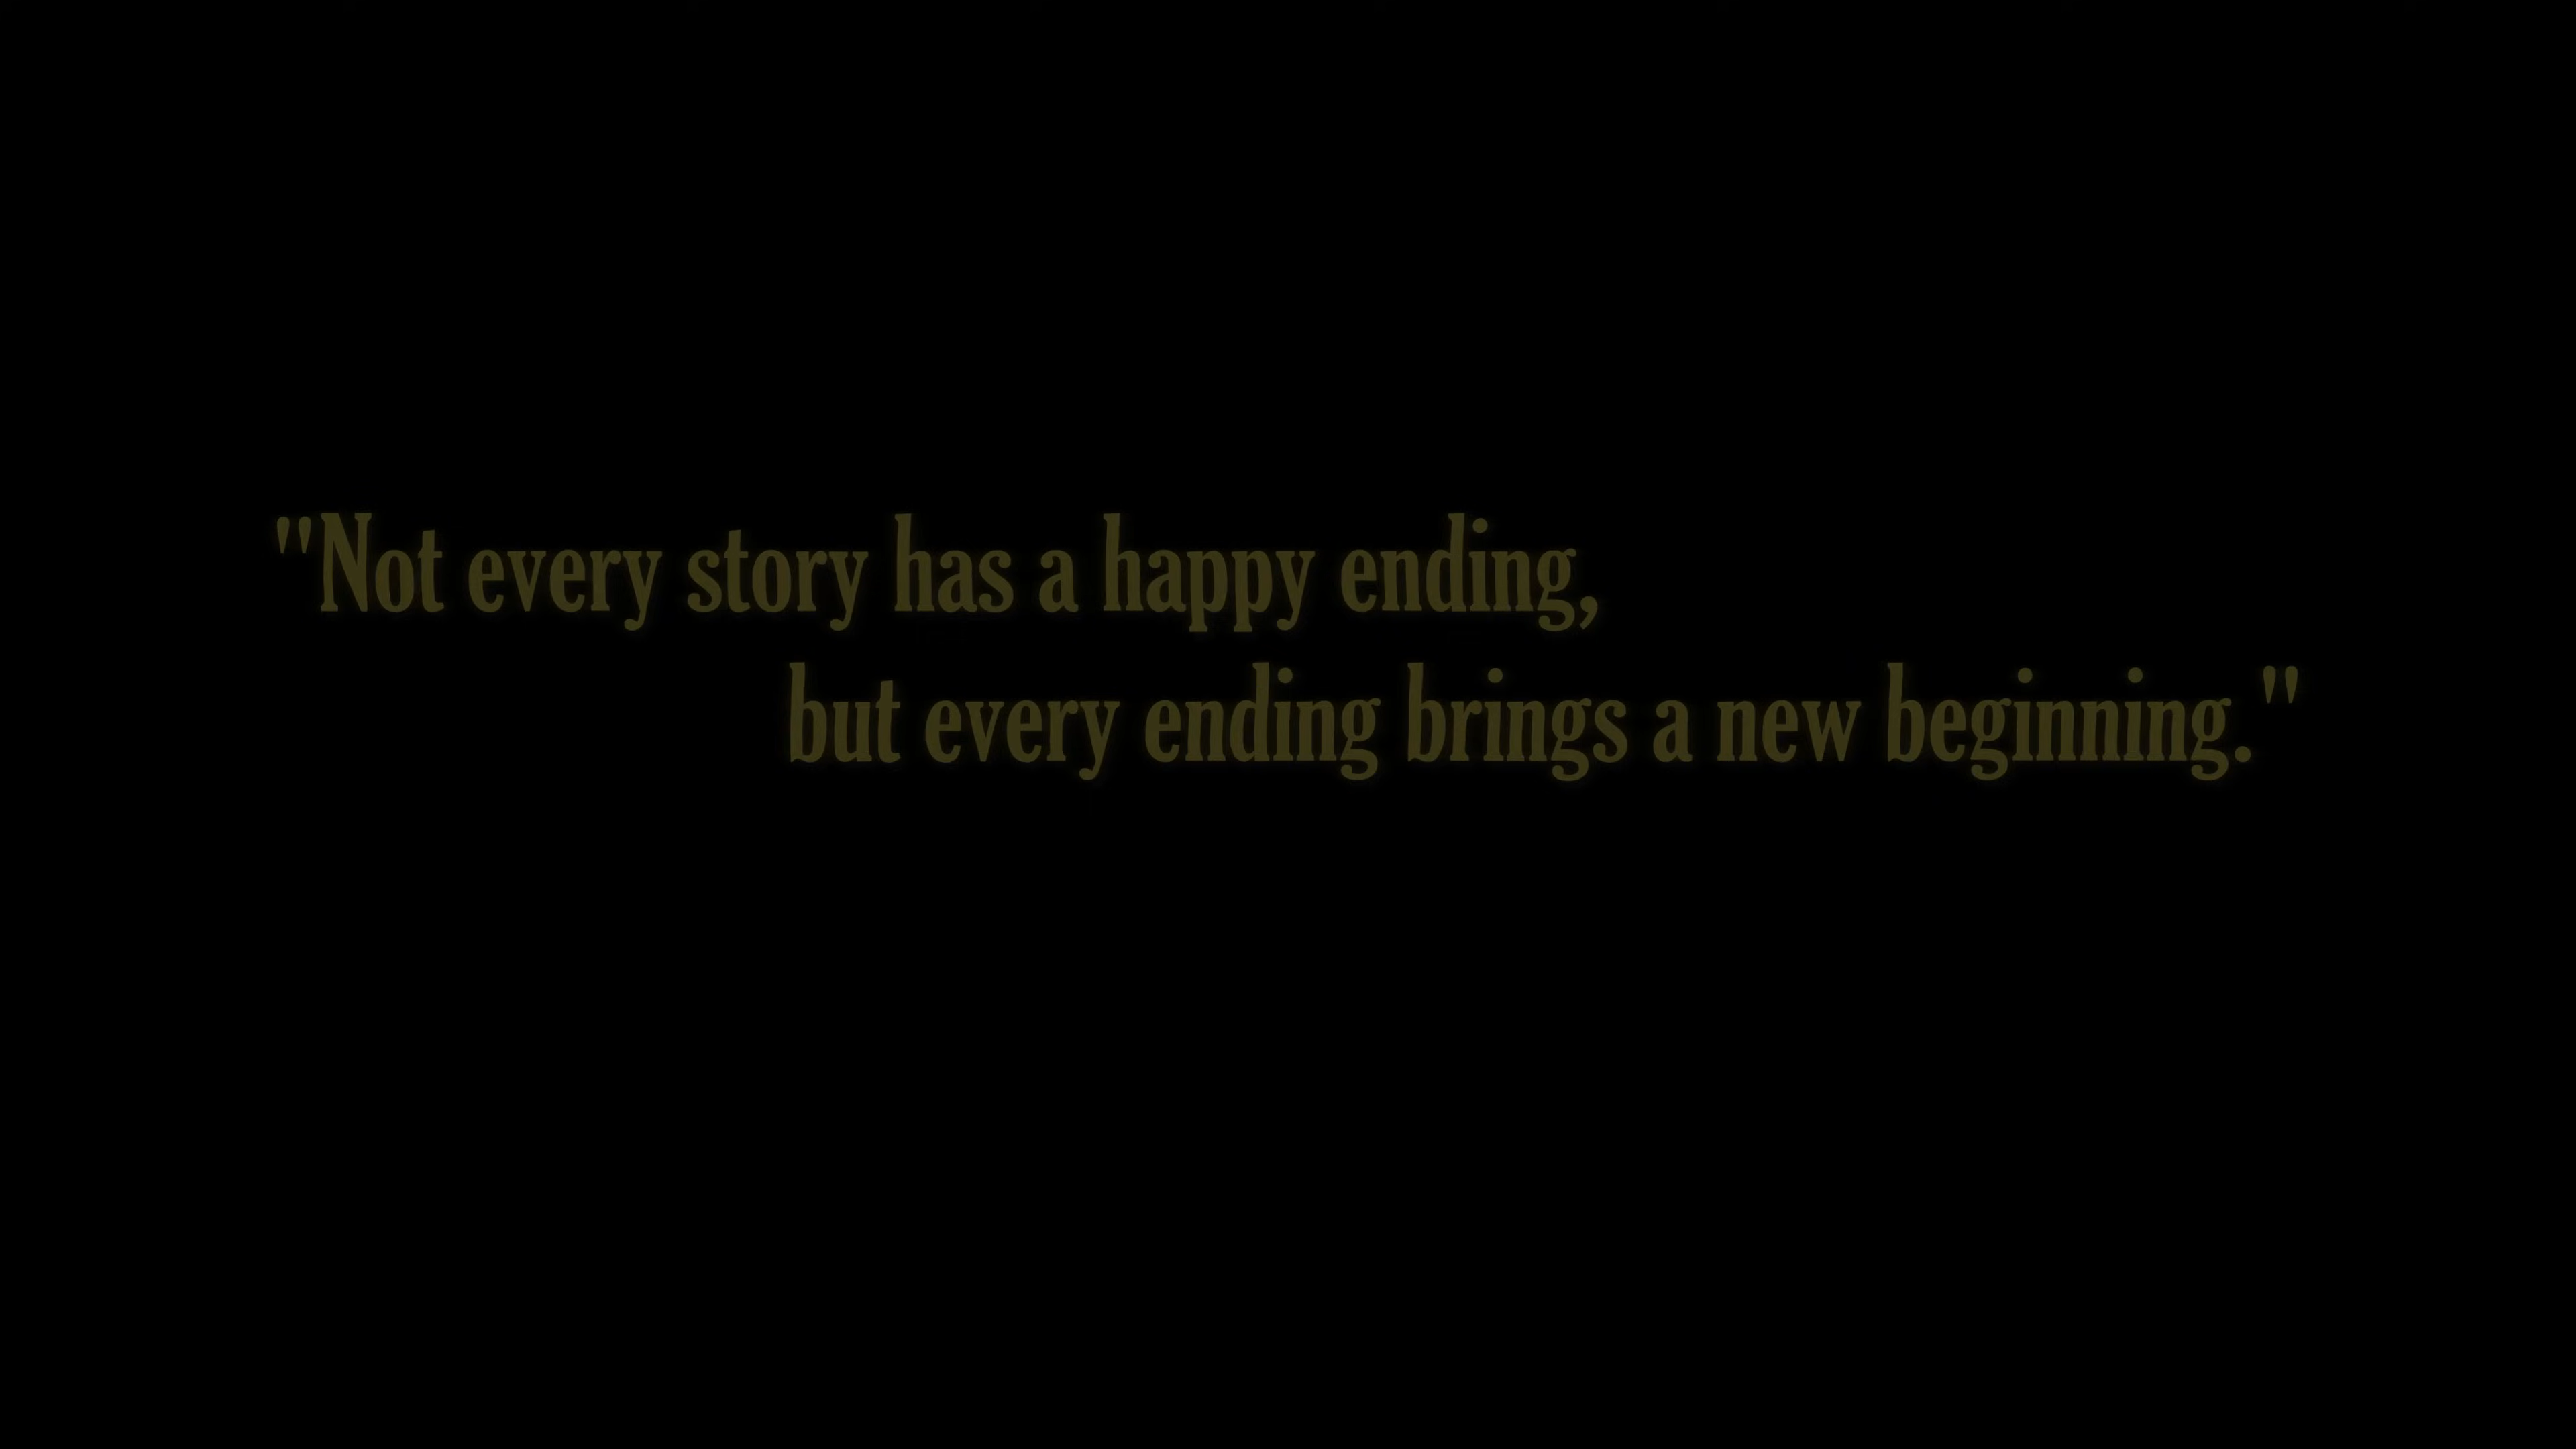 "Not every story has a happy ending,
but every ending brings a new beginning."